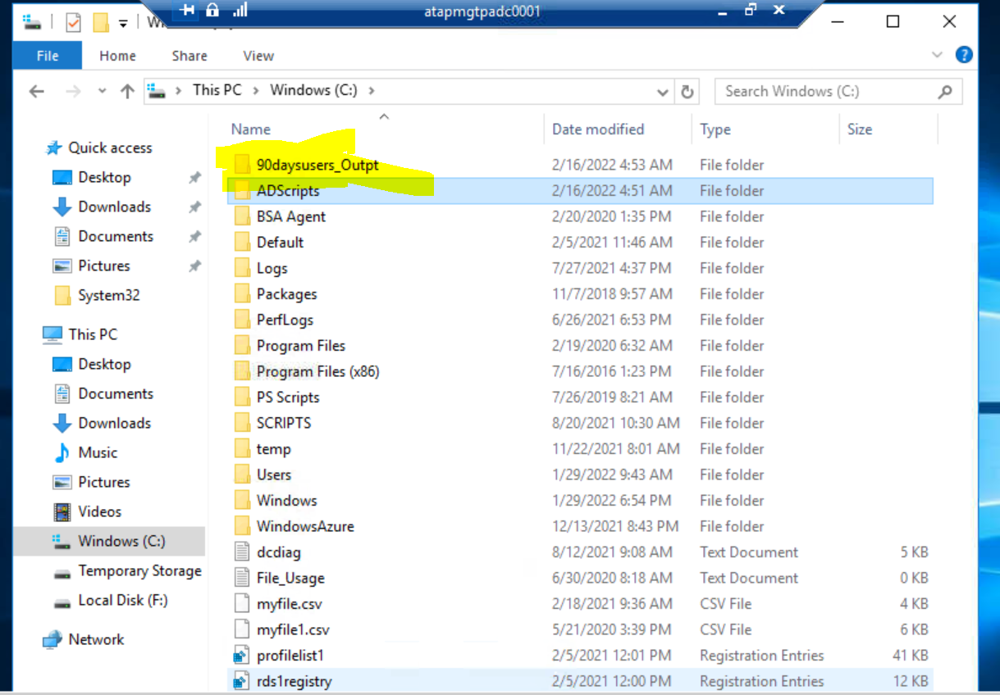 atapmgtpadc0001
File Home Share View
This PC Windows (C:)
Search Windows (C:)
Name Date modified Type Size
Quick access
Desktop
Downloads
Documents
Pictures
System32
This PC
Desktop
Documents
Downloads
Music
Pictures
Videos
Windows (C:)
Temporary Storage
Local Disk (F:)
Network
90daysusers_Outpt 2/16/2022 4:53 AM File folder
ADScripts 2/16/2022 4:51 AM File folder
BSA Agent 2/20/2020 1:35 PM File folder
Default 2/5/2021 11:46 AM File folder
Logs 7/27/2021 4:37 PM File folder
Packages 11/7/2018 9:57 AM File folder
PerfLogs 6/26/2021 6:53 PM File folder
Program Files 2/19/2020 6:32 AM File folder
Program Files (x86) 7/16/2016 1:23 PM File folder
PS Scripts 7/26/2019 8:21 AM File folder
SCRIPTS 8/20/2021 10:30 AM File folder
temp 11/22/2021 8:01 AM File folder
Users 1/29/2022 9:43 AM File folder
Windows 1/29/2022 6:54 PM File folder
WindowsAzure 12/13/2021 8:43 PM File folder
dcdiag 8/12/2021 9:08 AM Text Document 5 KB
File_Usage 6/30/2020 8:18 AM Text Document 0 KB
myfile.csv 2/18/2021 9:36 AM CSV File 4 KB
myfile1.csv 5/21/2020 3:39 PM CSV File 6 KB
profilelist1 2/5/2021 12:01 PM Registration Entries 41 KB
rds1registry 2/5/2021 12:00 PM Registration Entries 12 KB